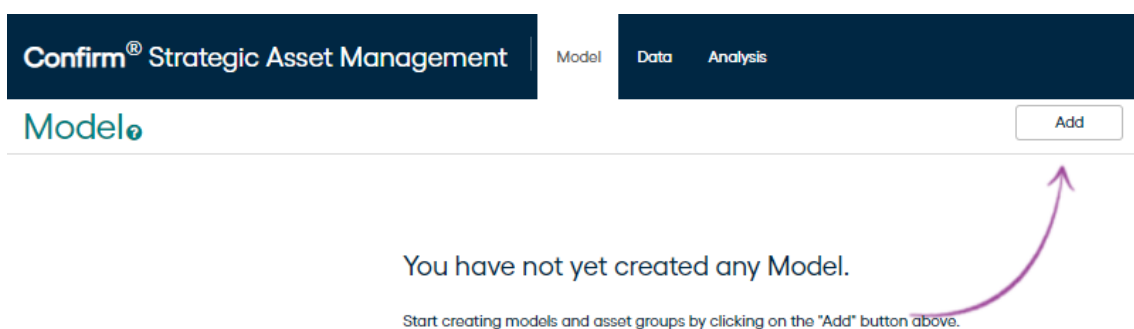 Confirm® Strategic Asset Management Model Data Analysis
Model ?
Add
You have not yet created any Model.
Start creating models and asset groups by clicking on the "Add" button above.